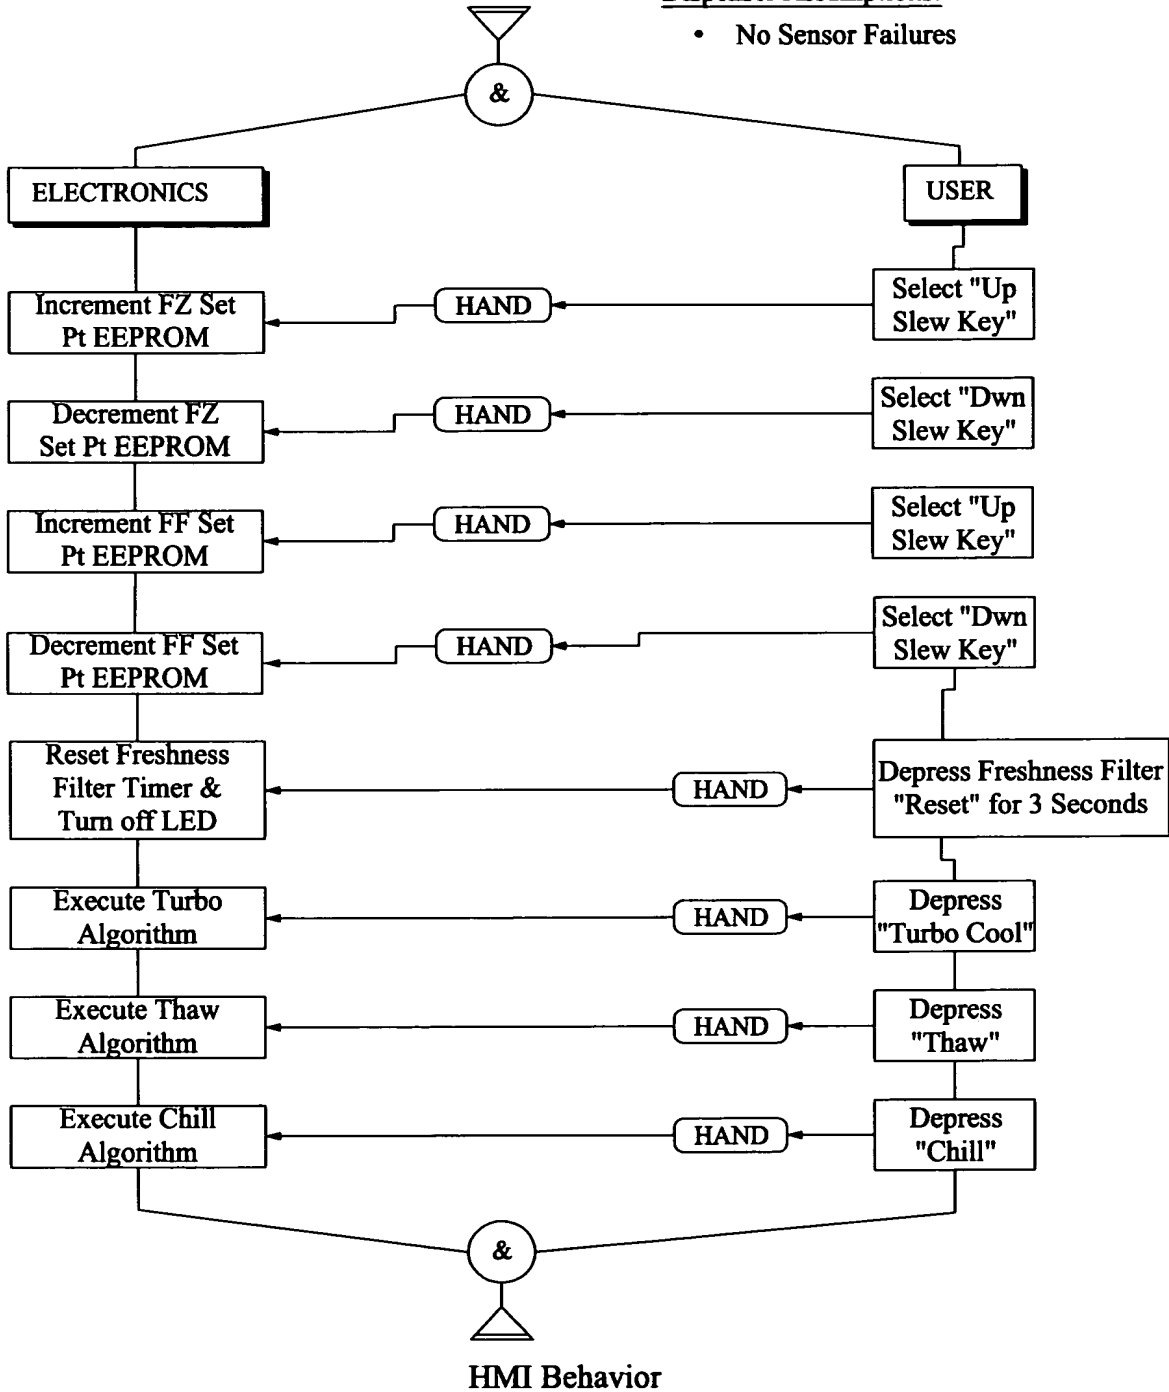 • No Sensor Failures
&
ELECTRONICS
USER
Increment FZ Set
Pt EEPROM
HAND
Select "Up
Slew Key"
Decrement FZ
Set Pt EEPROM
HAND
Select "Dwn
Slew Key"
Increment FF Set
Pt EEPROM
HAND
Select "Up
Slew Key"
Decrement FF Set
Pt EEPROM
HAND
Select "Dwn
Slew Key"
Reset Freshness
Filter Timer &
Turn off LED
HAND
Depress Freshness Filter
"Reset" for 3 Seconds
Execute Turbo
Algorithm
HAND
Depress
"Turbo Cool"
Execute Thaw
Algorithm
HAND
Depress
"Thaw"
Execute Chill
Algorithm
HAND
Depress
"Chill"
&
HMI Behavior